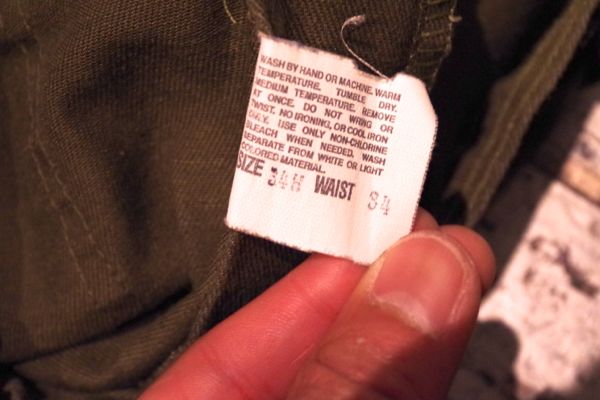 WASH BY HAND OR MACHINE. WARM
TEMPERATURE. TUMBLE DRY.
MEDIUM TEMPERATURE. REMOVE
AT ONCE. DO NOT WRING OR
TWIST. NO IRONING, OR COOL IRON
ONLY. USE ONLY NON-CHLORINE
BLEACH WHEN NEEDED. WASH
SEPARATE FROM WHITE OR LIGHT
COLORED MATERIAL.
SIZE 34H WAIST 34